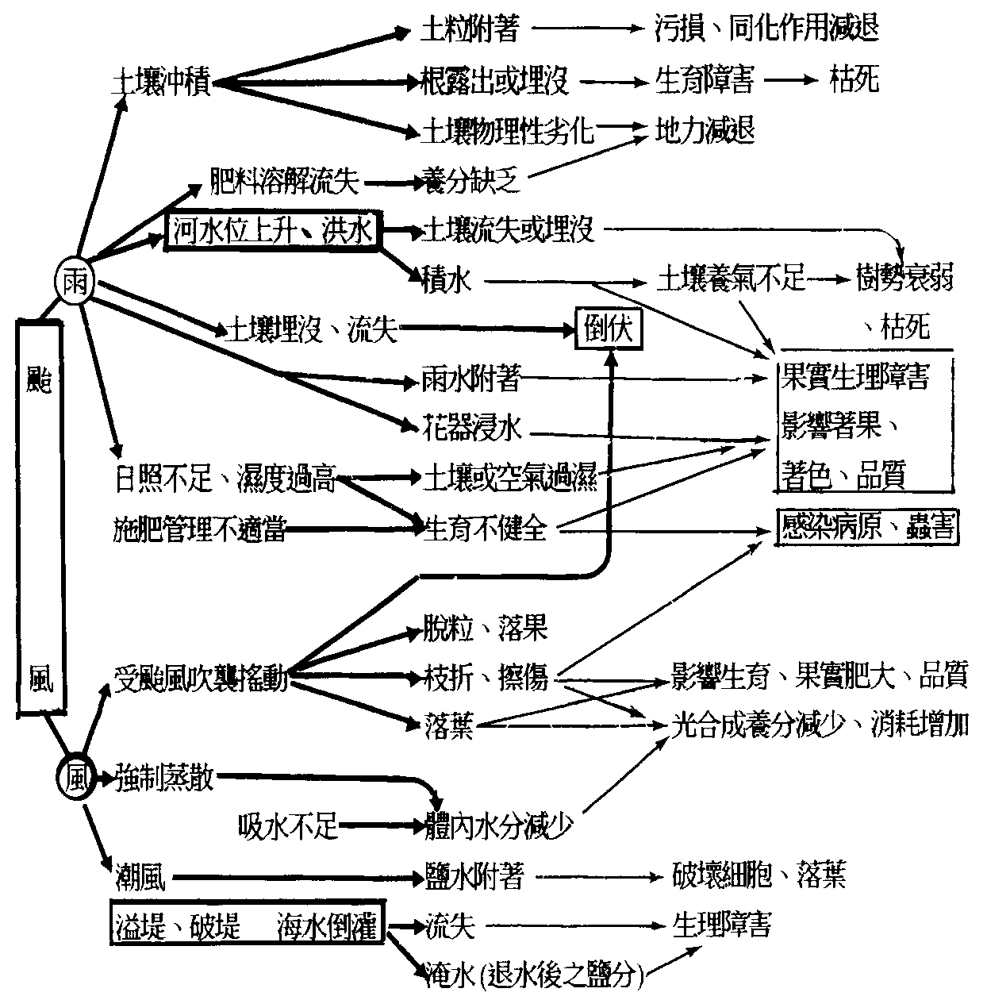 土粒附著 污損、同化作用減退
土壤沖積
根露出或埋沒 生育障害 枯死
土壤物理性劣化 地力減退
肥料溶解流失 養分缺乏
河水位上升、洪水 土壤流失或埋沒
雨
積水 土壤養氣不足 樹勢衰弱
、枯死
土壤埋沒、流失 倒伏
颱
雨水附著 果實生理障害
花器浸水 影響著果、
日照不足、濕度過高 土壤或空氣過濕 著色、品質
施肥管理不適當 生育不健全 感染病原、蟲害
脫粒、落果
風
受颱風吹襲搖動 枝折、擦傷 影響生育、果實肥大、品質
落葉 光合成養分減少、消耗增加
風
強制蒸散
吸水不足 體內水分減少
潮風 鹽水附著 破壞細胞、落葉
溢堤、破堤 海水倒灌 流失 生理障害
淹水(退水後之鹽分)